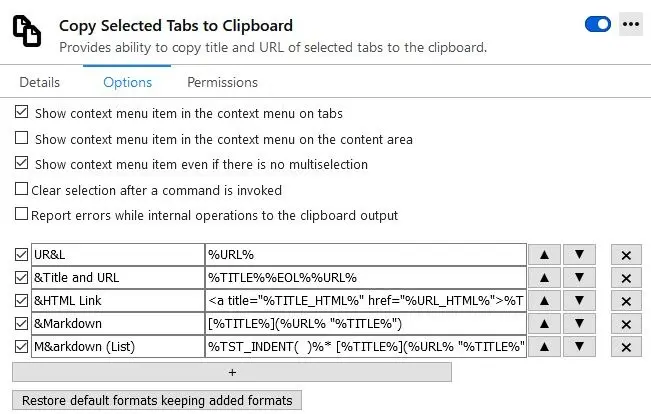 Copy Selected Tabs to Clipboard
Provides ability to copy title and URL of selected tabs to the clipboard.
Details Options Permissions
Show context menu item in the context menu on tabs
Show context menu item in the context menu on the content area
Show context menu item even if there is no multiselection
Clear selection after a command is invoked
Report errors while internal operations to the clipboard output
UR&L %URL%
&Title and URL %TITLE%%EOL%%URL%
&HTML Link <a title="%TITLE_HTML%" href="%URL_HTML%">%T
&Markdown [%TITLE%](%URL% "%TITLE%")
M&arkdown (List) %TST_INDENT(  )%* [%TITLE%](%URL% "%TITLE%"
+
Restore default formats keeping added formats